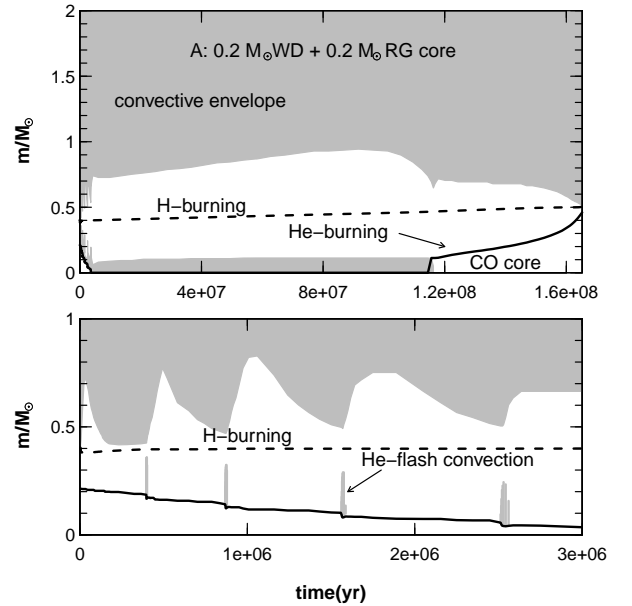 2
A: 0.2 M⊙WD + 0.2 M⊙ RG core
1.5
convective envelope
m/M⊙
1
0.5
H−burning
He−burning
CO core
0
0 4e+07 8e+07 1.2e+08 1.6e+08
1
m/M⊙
0.5
H−burning
He−flash convection
0
0 1e+06 2e+06 3e+06
time(yr)